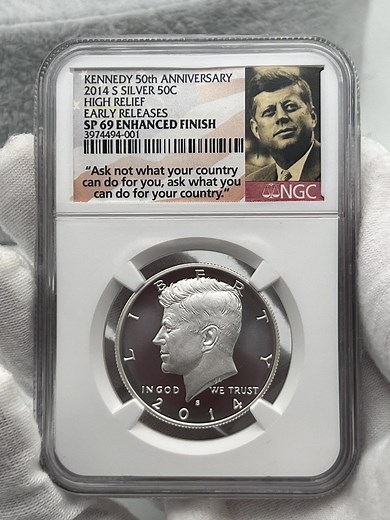 KENNEDY 50th ANNIVERSARY
2014 S SILVER 50C
HIGH RELIEF
EARLY RELEASES
SP 69 ENHANCED FINISH
3974494-001
"Ask not what your country
can do for you, ask what you
can do for your country."
NGC
LIBERTY
IN GOD WE TRUST
S
2014